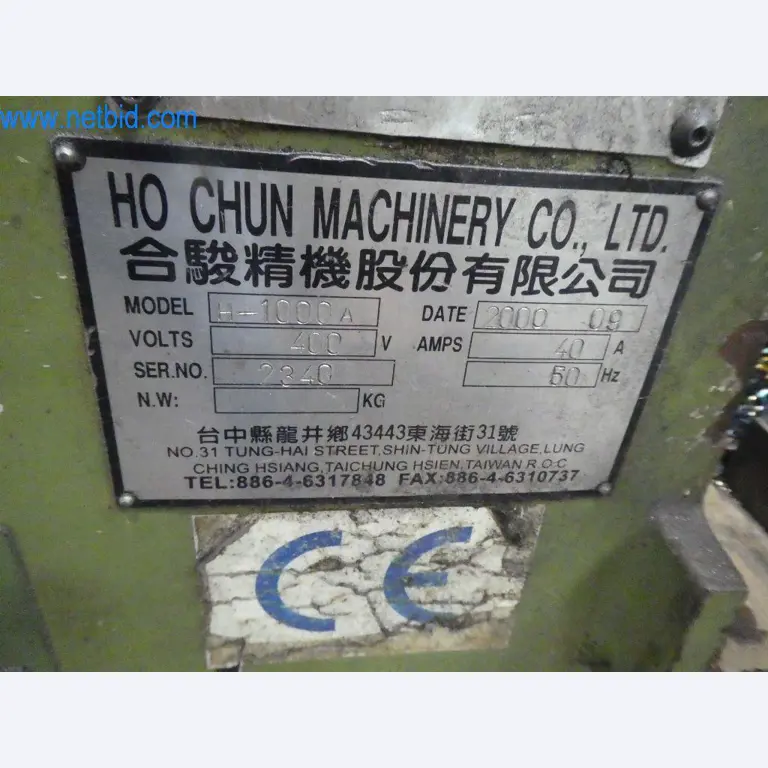 www.netbid.com
HO CHUN MACHINERY CO., LTD.
合駿精機股份有限公司
MODEL H-1000A DATE 2000 09
VOLTS 400 V AMPS 40 A
SER.NO. 2340 50 Hz
N.W: KG
台中縣龍井鄉43443東海街31號
NO.31 TUNG-HAI STREET,SHIN-TUNG VILLAGE,LUNG
CHING HSIANG,TAICHUNG HSIEN,TAIWAN R.O.C
TEL:886-4-6317848 FAX:886-4-6310737
CE